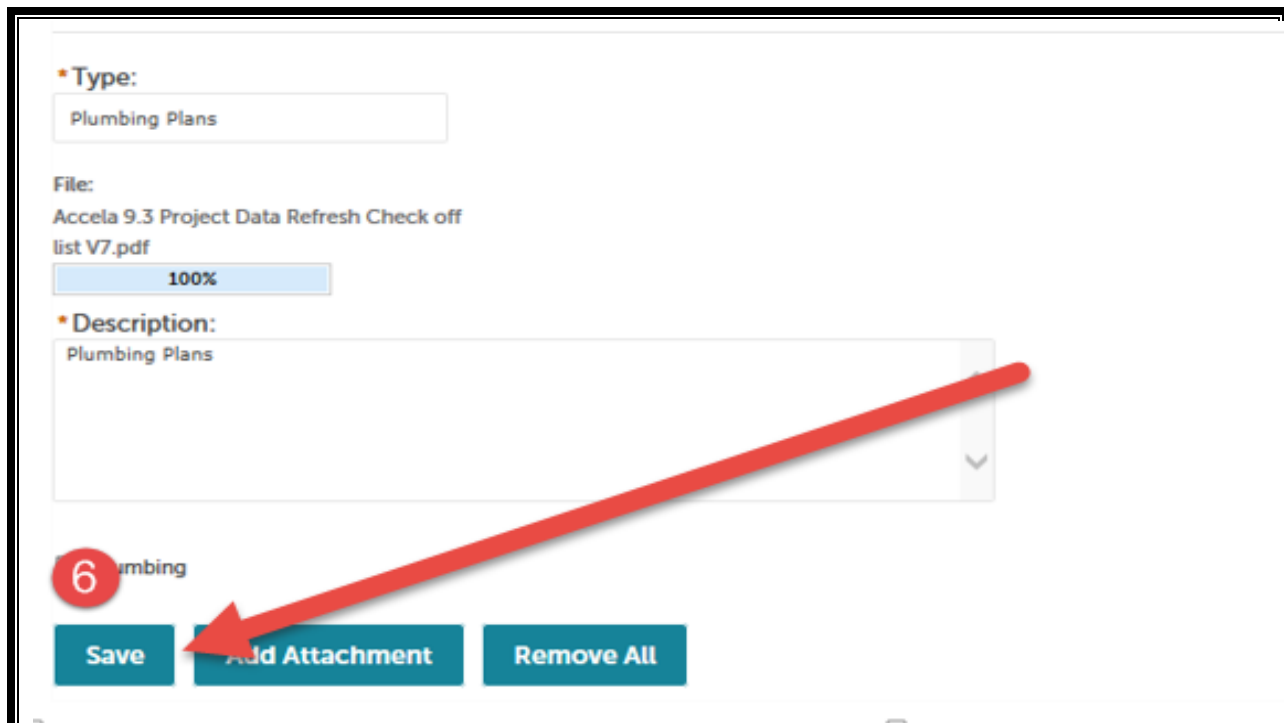 *Type:
Plumbing Plans
File:
Accela 9.3 Project Data Refresh Check off
list V7.pdf
100%
*Description:
Plumbing Plans
6
umbing
Save
Add Attachment
Remove All